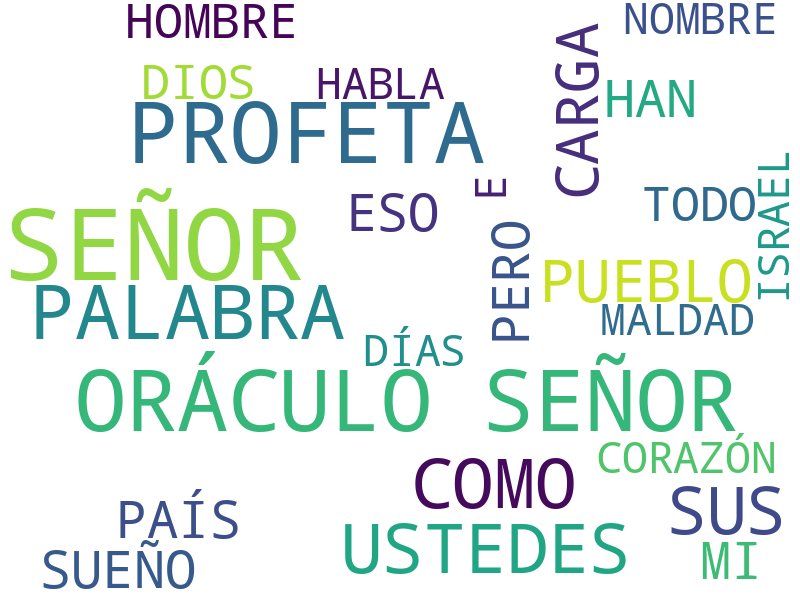 HOMBRE
NOMBRE
DIOS
HABLA
CARGA
HAN
PROFETA
E
ISRAEL
TODO
ESO
SEÑOR
PERO
PUEBLO
PALABRA
MALDAD
DÍAS
ORÁCULO SEÑOR
CORAZÓN
COMO
SUS
PAÍS
USTEDES
SUEÑO
MI